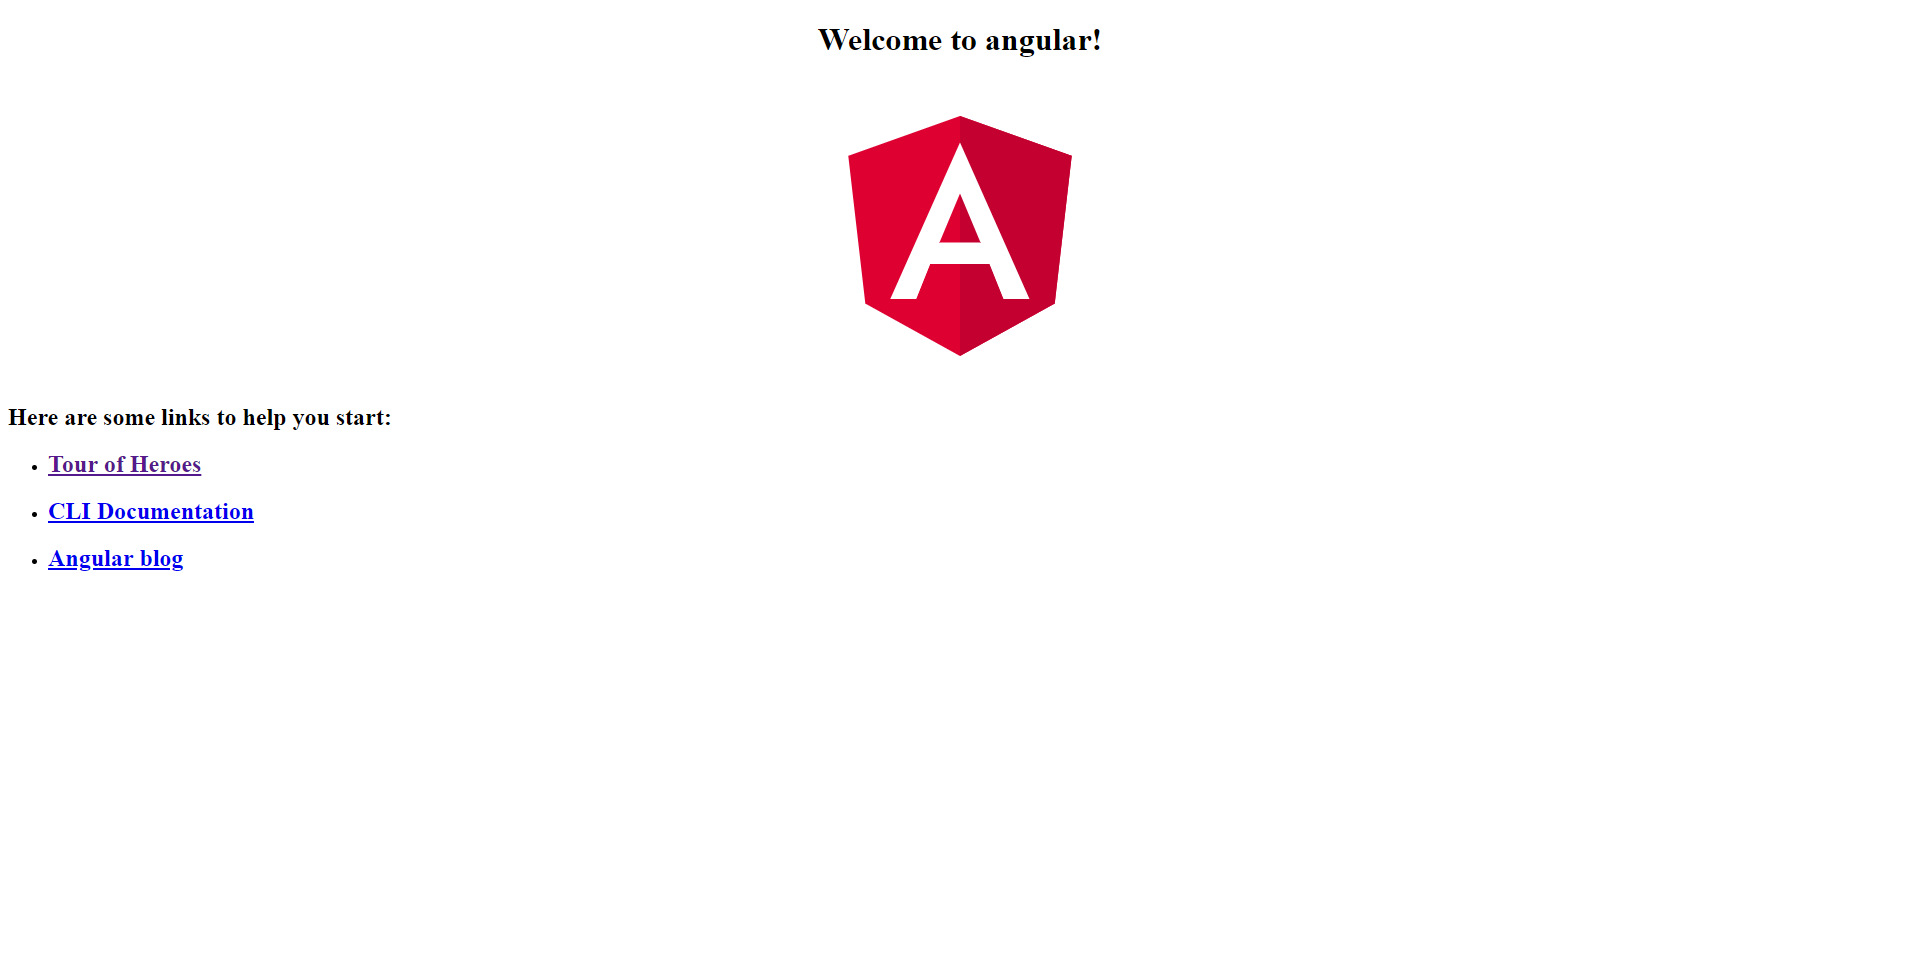 Welcome to angular!
A
Here are some links to help you start:
Tour of Heroes
CLI Documentation
Angular blog